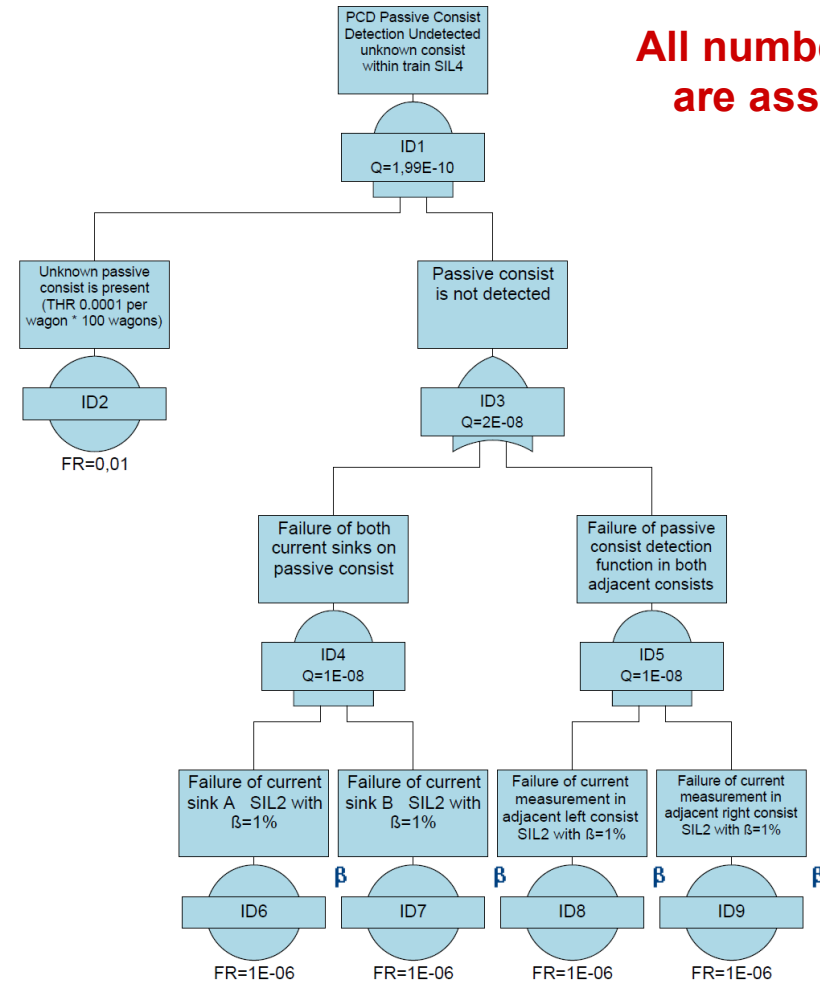 PCD Passive Consist
Detection Undetected
unknown consist
within train SIL4
All numbe
are ass
ID1
Q=1,99E-10
Unknown passive
consist is present
(THR 0.0001 per
wagon * 100 wagons)
Passive consist
is not detected
ID2
FR=0,01
ID3
Q=2E-08
Failure of both
current sinks on
passive consist
Failure of passive
consist detection
function in both
adjacent consists
ID4
Q=1E-08
ID5
Q=1E-08
Failure of current
sink A SIL2 with
ß=1%
Failure of current
sink B SIL2 with
ß=1%
Failure of current
measurement in
adjacent left consist
SIL2 with ß=1%
Failure of current
measurement in
adjacent right consist
SIL2 with ß=1%
β
β
β
β
ID6
ID7
ID8
ID9
FR=1E-06
FR=1E-06
FR=1E-06
FR=1E-06